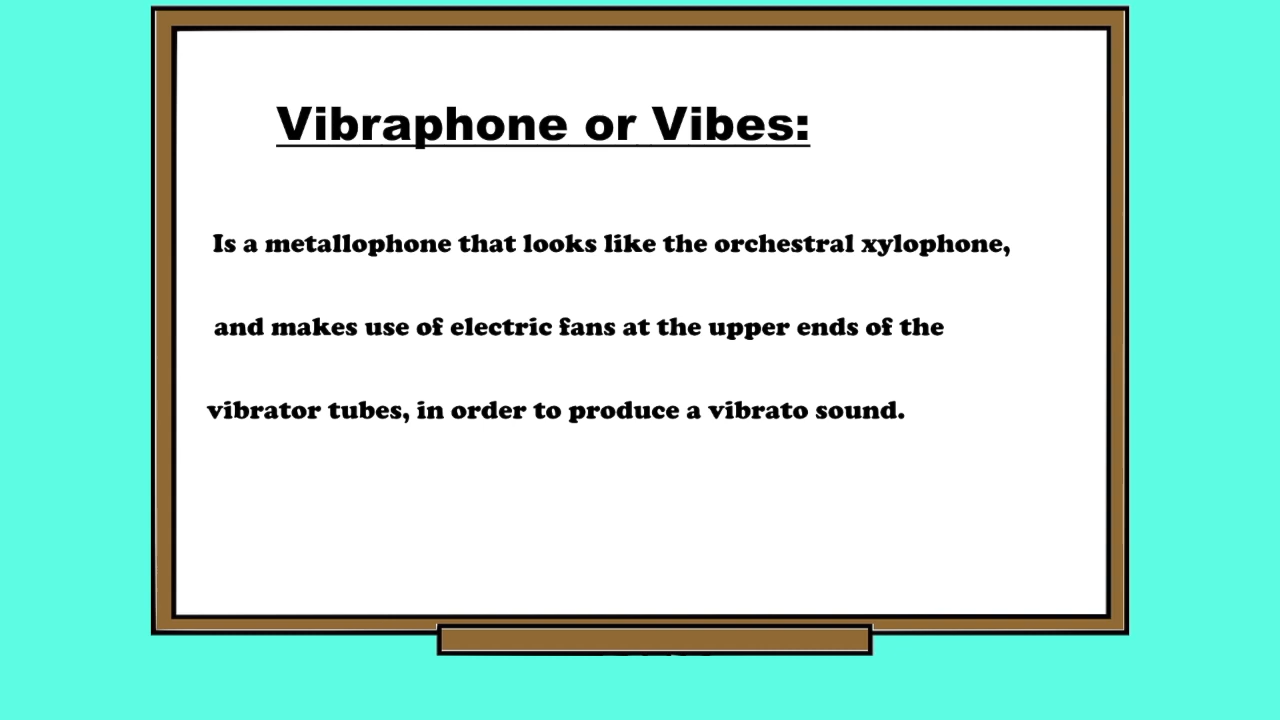 Vibraphone or Vibes:
Is a metallophone that looks like the orchestral xylophone,
and makes use of electric fans at the upper ends of the
vibrator tubes, in order to produce a vibrato sound.